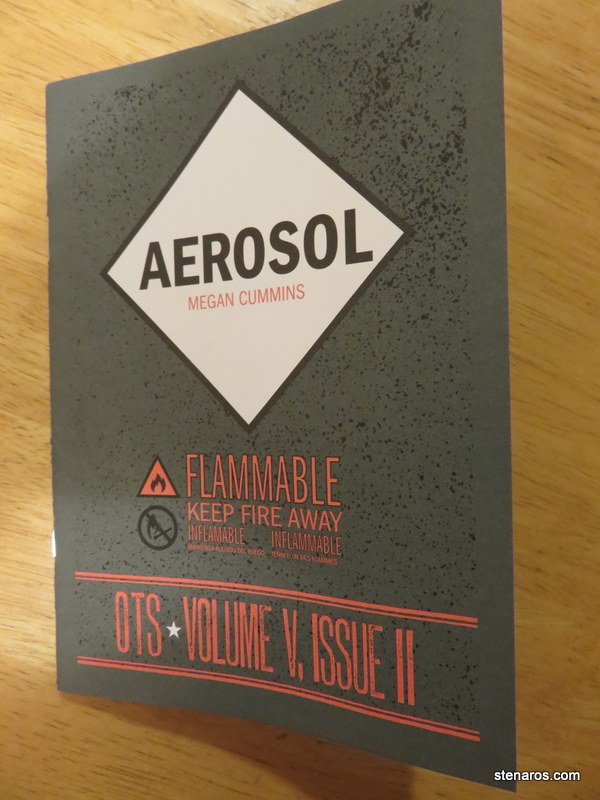 AEROSOL
MEGAN CUMMINS
FLAMMABLE
KEEP FIRE AWAY
INFLAMABLE INFLAMMABLE
OTS ★ VOLUME V, ISSUE II
stenaros.com